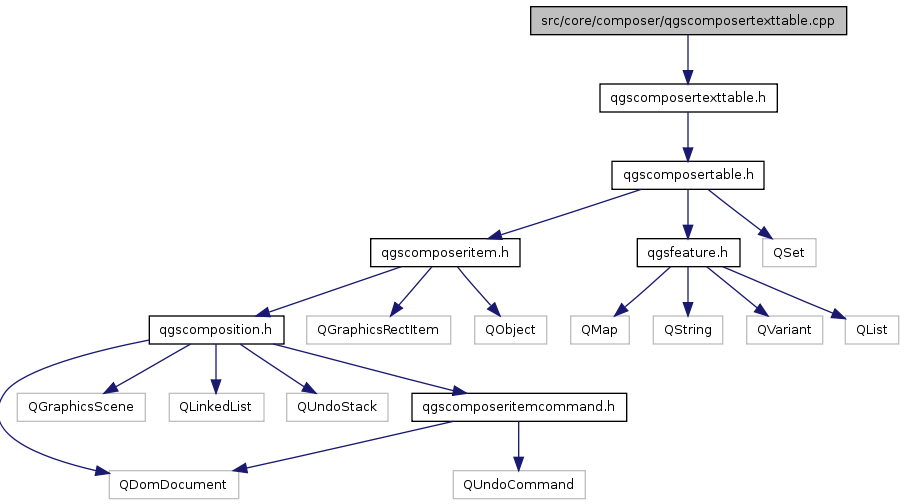 src/core/composer/qgscomposertexttable.cpp
qgscomposertexttable.h
qgscomposertable.h
qgscomposeritem.h
qgsfeature.h
QSet
qgscomposition.h
QGraphicsRectItem
QObject
QMap
QString
QVariant
QList
QGraphicsScene
QLinkedList
QUndoStack
qgscomposeritemcommand.h
QDomDocument
QUndoCommand